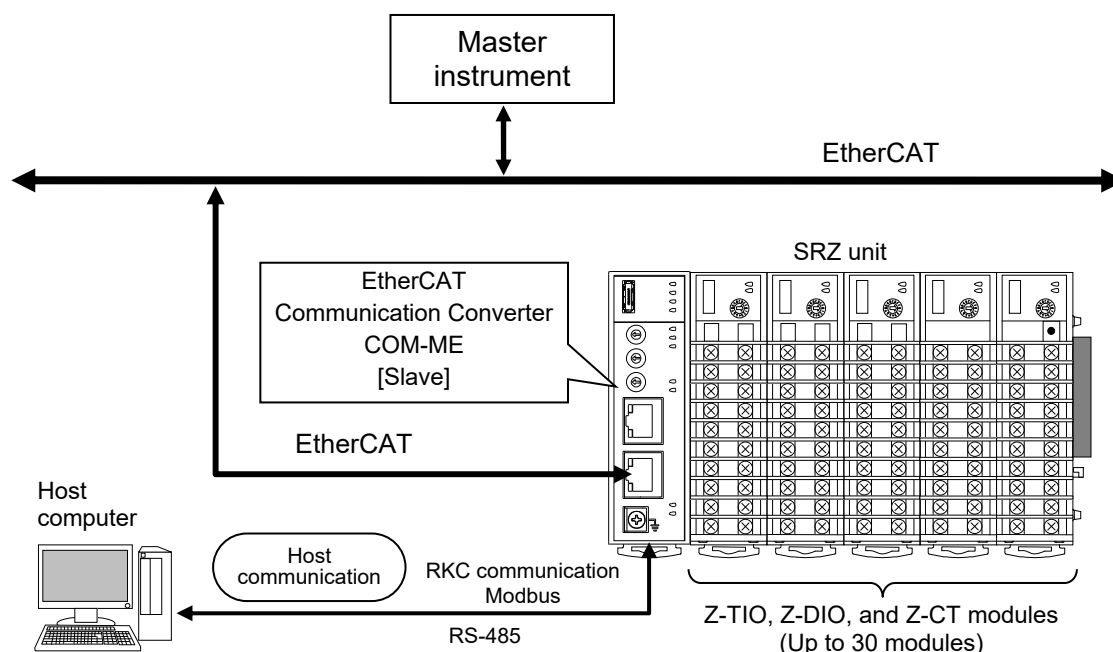 Master
instrument
EtherCAT
SRZ unit
EtherCAT
Communication Converter
COM-ME
[Slave]
EtherCAT
Host
computer
Host
communication
RKC communication
Modbus
RS-485
Z-TIO, Z-DIO, and Z-CT modules
(Up to 30 modules)